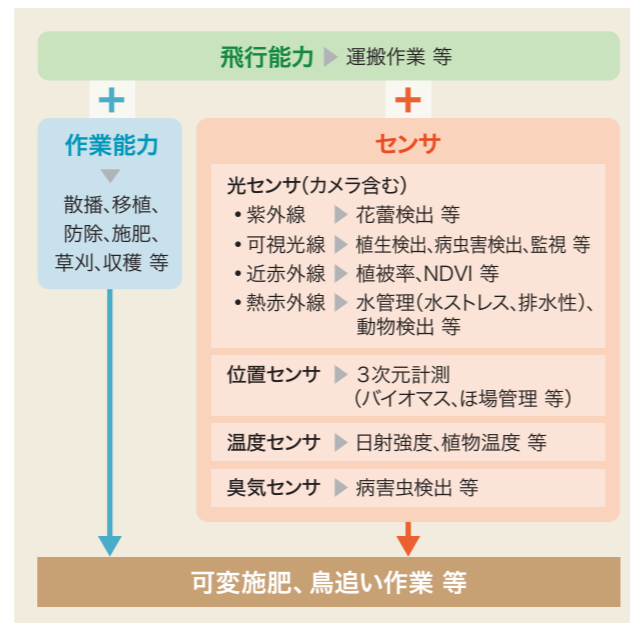 飛行能力 ▶ 運搬作業 等
+
+
作業能力
▼
散播、移植、
防除、施肥、
草刈、収穫 等
センサ
光センサ(カメラ含む)
・紫外線 ▶ 花蕾検出 等
・可視光線 ▶ 植生検出、病虫害検出、監視 等
・近赤外線 ▶ 植被率、NDVI 等
・熱赤外線 ▶ 水管理(水ストレス、排水性)、
動物検出 等
位置センサ ▶ 3次元計測
(バイオマス、ほ場管理 等)
温度センサ ▶ 日射強度、植物温度 等
臭気センサ ▶ 病害虫検出 等
可変施肥、鳥追い作業 等